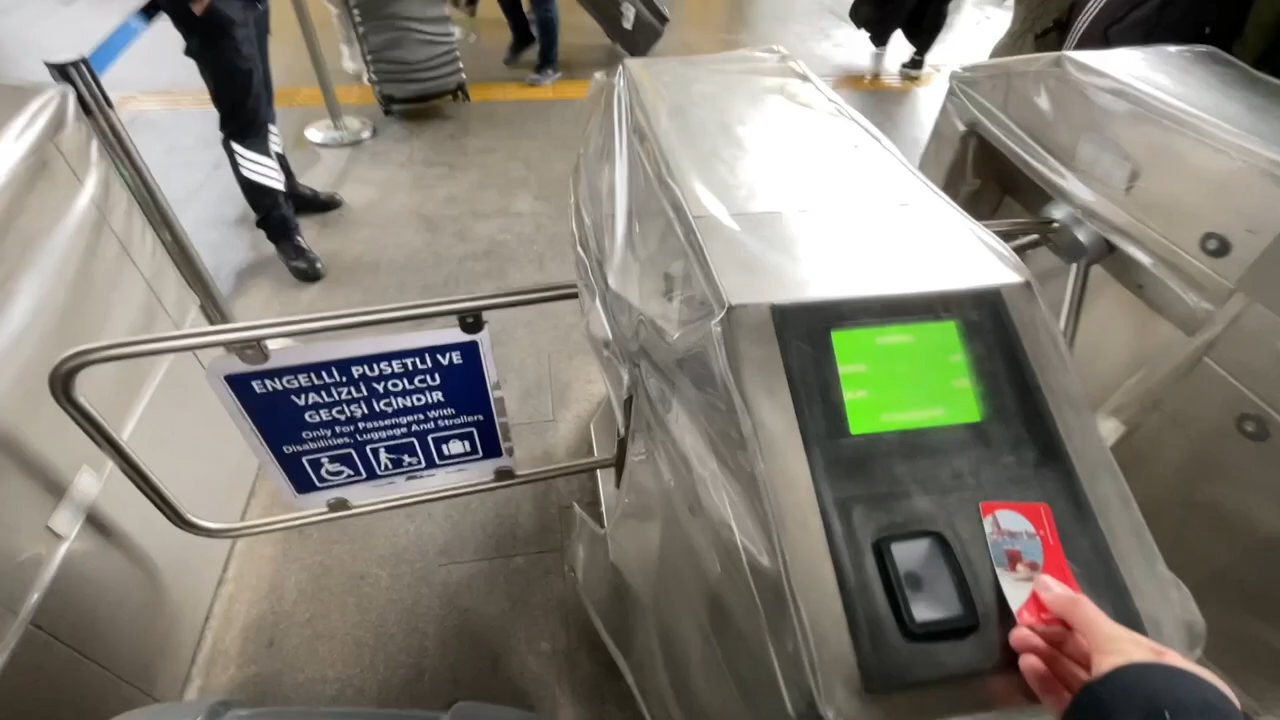 ENGELLİ, PUSETLİ VE
VALİZLİ YOLCU
GEÇİŞİ İÇİNDİR
Only For Passengers With
Disabilities, Luggage And Strollers